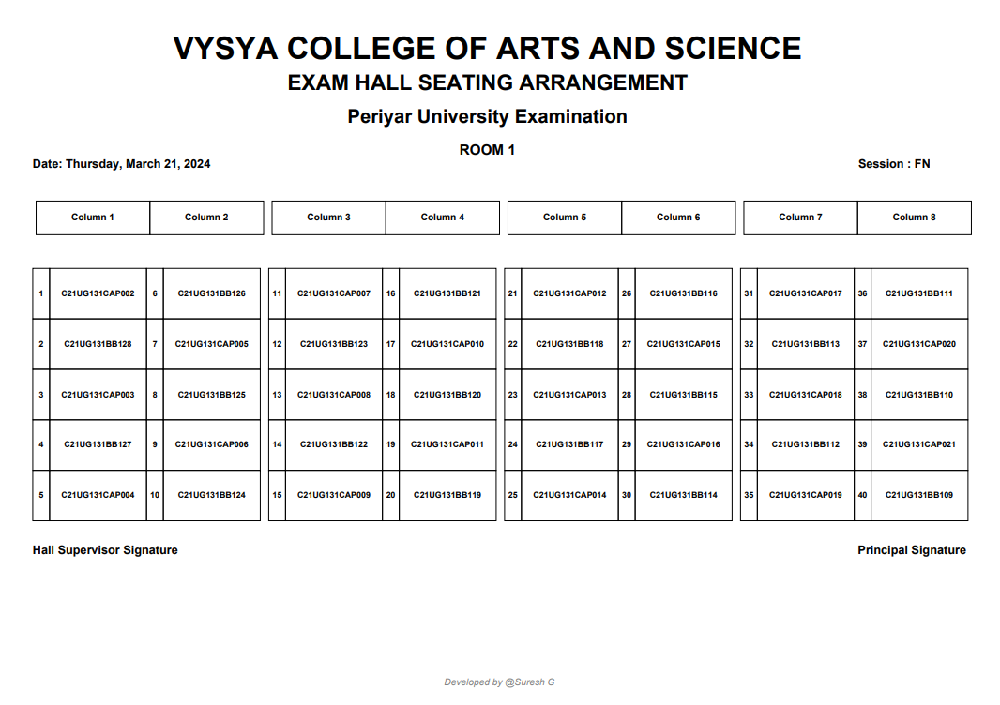 VYSYA COLLEGE OF ARTS AND SCIENCE
EXAM HALL SEATING ARRANGEMENT
Periyar University Examination
ROOM 1
Date: Thursday, March 21, 2024 Session : FN
Column 1 Column 2 Column 3 Column 4 Column 5 Column 6 Column 7 Column 8
1 C21UG131CAP002 6 C21UG131BB126 11 C21UG131CAP007 16 C21UG131BB121 21 C21UG131CAP012 26 C21UG131BB116 31 C21UG131CAP017 36 C21UG131BB111
2 C21UG131BB128 7 C21UG131CAP005 12 C21UG131BB123 17 C21UG131CAP010 22 C21UG131BB118 27 C21UG131CAP015 32 C21UG131BB113 37 C21UG131CAP020
3 C21UG131CAP003 8 C21UG131BB125 13 C21UG131CAP008 18 C21UG131BB120 23 C21UG131CAP013 28 C21UG131BB115 33 C21UG131CAP018 38 C21UG131BB110
4 C21UG131BB127 9 C21UG131CAP006 14 C21UG131BB122 19 C21UG131CAP011 24 C21UG131BB117 29 C21UG131CAP016 34 C21UG131BB112 39 C21UG131CAP021
5 C21UG131CAP004 10 C21UG131BB124 15 C21UG131CAP009 20 C21UG131BB119 25 C21UG131CAP014 30 C21UG131BB114 35 C21UG131CAP019 40 C21UG131BB109
Hall Supervisor Signature Principal Signature
Developed by @Suresh G